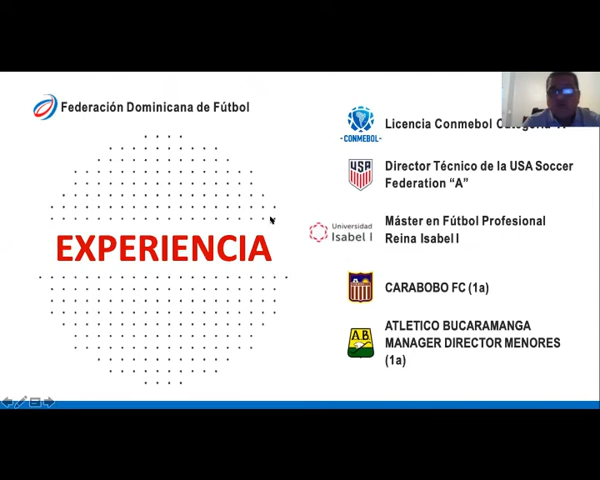 Federación Dominicana de Fútbol
EXPERIENCIA
CONMEBOL
Licencia Conmebol
USA
Director Técnico de la USA Soccer
Federation “A”
Universidad
Isabel I
Máster en Fútbol Profesional
Reina Isabel I
CARABOBO FC (1a)
AB
ATLETICO BUCARAMANGA
MANAGER DIRECTOR MENORES
(1a)